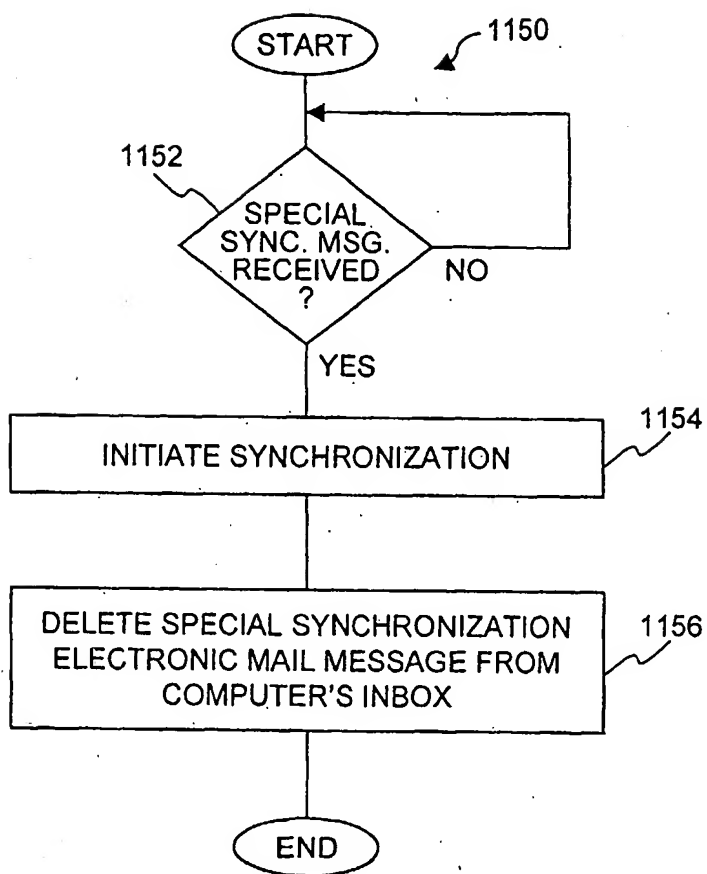 START
1150
1152
SPECIAL
SYNC. MSG.
RECEIVED
?
NO
YES
INITIATE SYNCHRONIZATION
1154
DELETE SPECIAL SYNCHRONIZATION
ELECTRONIC MAIL MESSAGE FROM
COMPUTER'S INBOX
1156
END